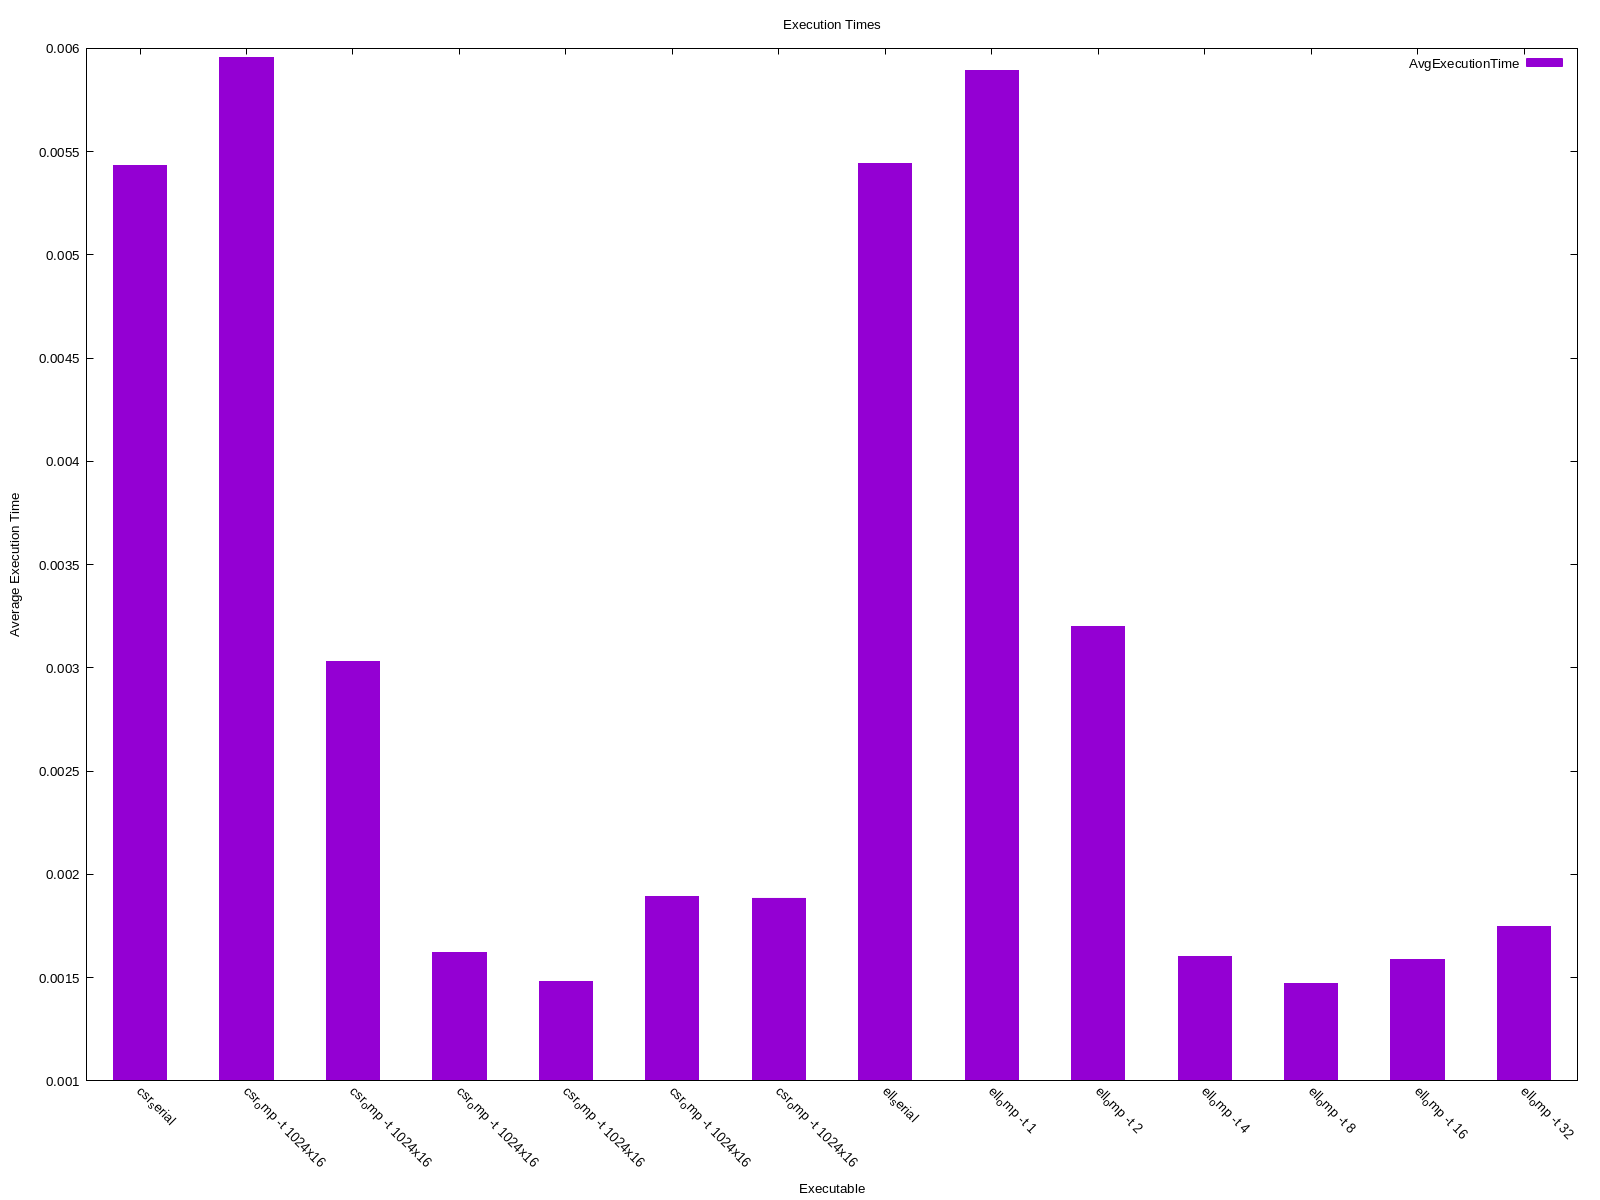 Execution Times
AvgExecutionTime
0.006
0.0055
0.005
0.0045
0.004
0.0035
0.003
0.0025
0.002
0.0015
0.001
Average Execution Time
csrserial
csromp -t 1024x16
csromp -t 1024x16
csromp -t 1024x16
csromp -t 1024x16
csromp -t 1024x16
csromp -t 1024x16
ellserial
ellomp -t 1
ellomp -t 2
ellomp -t 4
ellomp -t 8
ellomp -t 16
ellomp -t 32
Executable